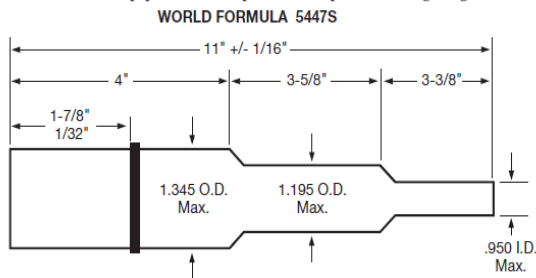 WORLD FORMULA 5447S
11" +/- 1/16"
4"
3-5/8"
3-3/8"
1-7/8"
1/32"
1.345 O.D.
Max.
1.195 O.D.
Max.
.950 I.D.
Max.